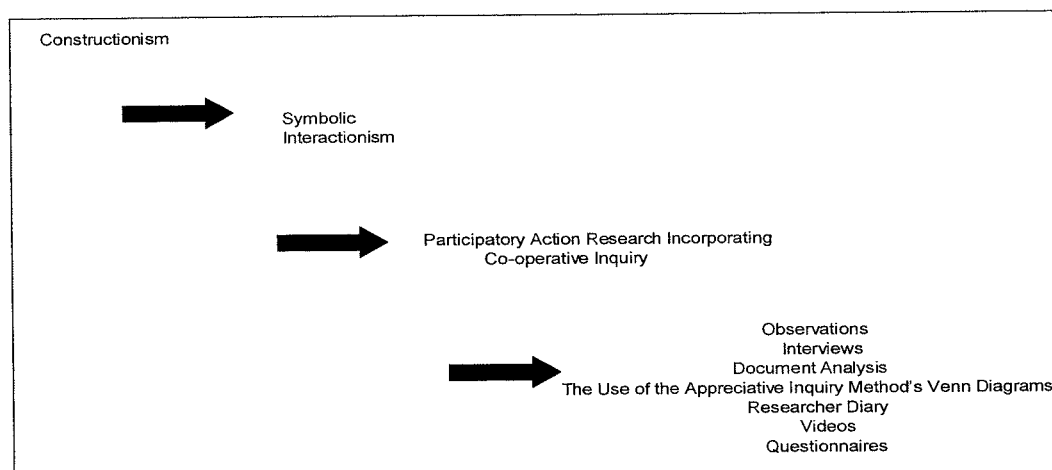 Constructionism
Symbolic
Interactionism
Participatory Action Research Incorporating
Co-operative Inquiry
Observations
Interviews
Document Analysis
The Use of the Appreciative Inquiry Method's Venn Diagrams
Researcher Diary
Videos
Questionnaires